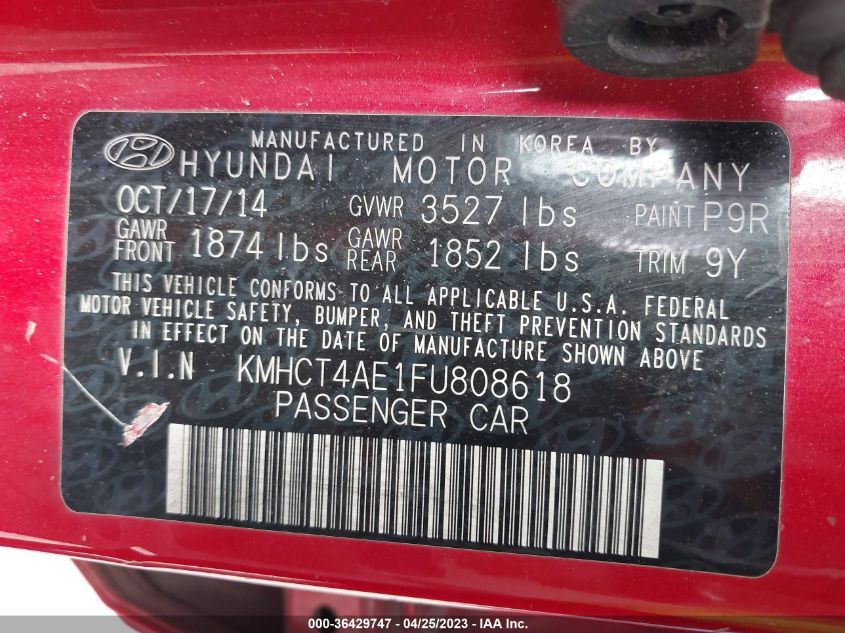 MANUFACTURED IN KOREA BY
HYUNDAI MOTOR COMPANY
OCT/17/14 GVWR 3527 lbs PAINT P9R
GAWR FRONT 1874 lbs GAWR REAR 1852 lbs TRIM 9Y
THIS VEHICLE CONFORMS TO ALL APPLICABLE U.S.A. FEDERAL
MOTOR VEHICLE SAFETY, BUMPER, AND THEFT PREVENTION STANDARDS
IN EFFECT ON THE DATE OF MANUFACTURE SHOWN ABOVE
V.I.N KMHCT4AE1FU808618
PASSENGER CAR
000-36429747 - 04/25/2023 - IAA Inc.